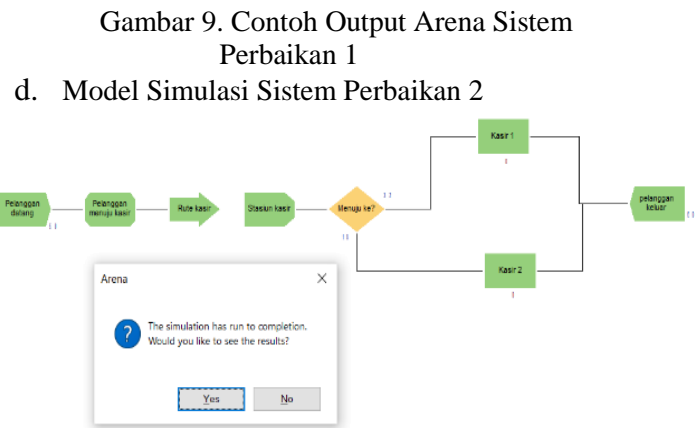 Gambar 9. Contoh Output Arena Sistem
Perbaikan 1
d. Model Simulasi Sistem Perbaikan 2
Kasir 1
Pelanggan
datang
Pelanggan
menuju kasir
Rute kasir
Stasiun kasir
Menuju ke?
pelanggan
keluar
Kasir 2
Arena
The simulation has run to completion.
Would you like to see the results?
Yes
No